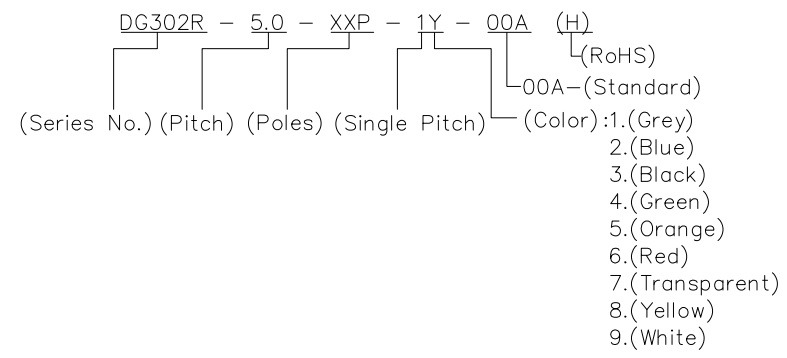 DG302R - 5.0 - XXP - 1Y - 00A (H)
(RoHS)
00A-(Standard)
(Series No.) (Pitch) (Poles) (Single Pitch) (Color):1.(Grey)
2.(Blue)
3.(Black)
4.(Green)
5.(Orange)
6.(Red)
7.(Transparent)
8.(Yellow)
9.(White)